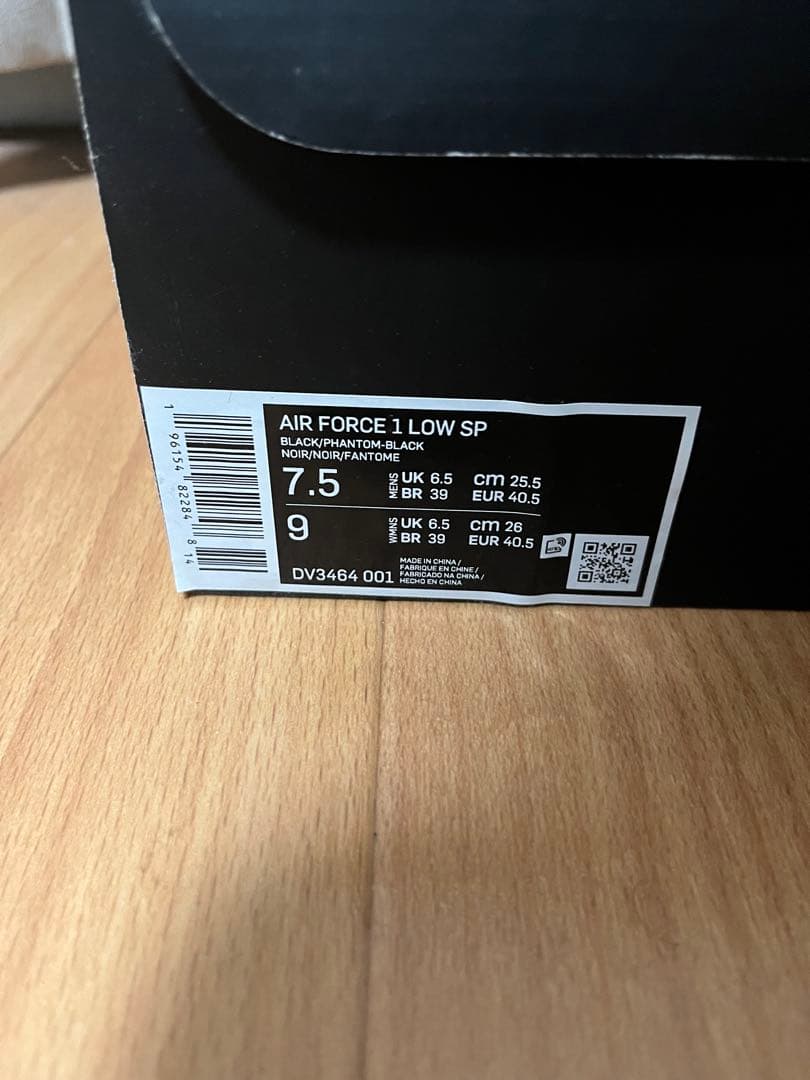 1 96154 82284 8 14
AIR FORCE 1 LOW SP
BLACK/PHANTOM-BLACK
NOIR/NOIR/FANTOME
7.5 MENS UK 6.5 cm 25.5
BR 39 EUR 40.5
9 WMNS UK 6.5 cm 26
BR 39 EUR 40.5
DV3464 001
MADE IN CHINA /
FABRIQUE EN CHINE /
FABRICADO NA CHINA /
HECHO EN CHINA